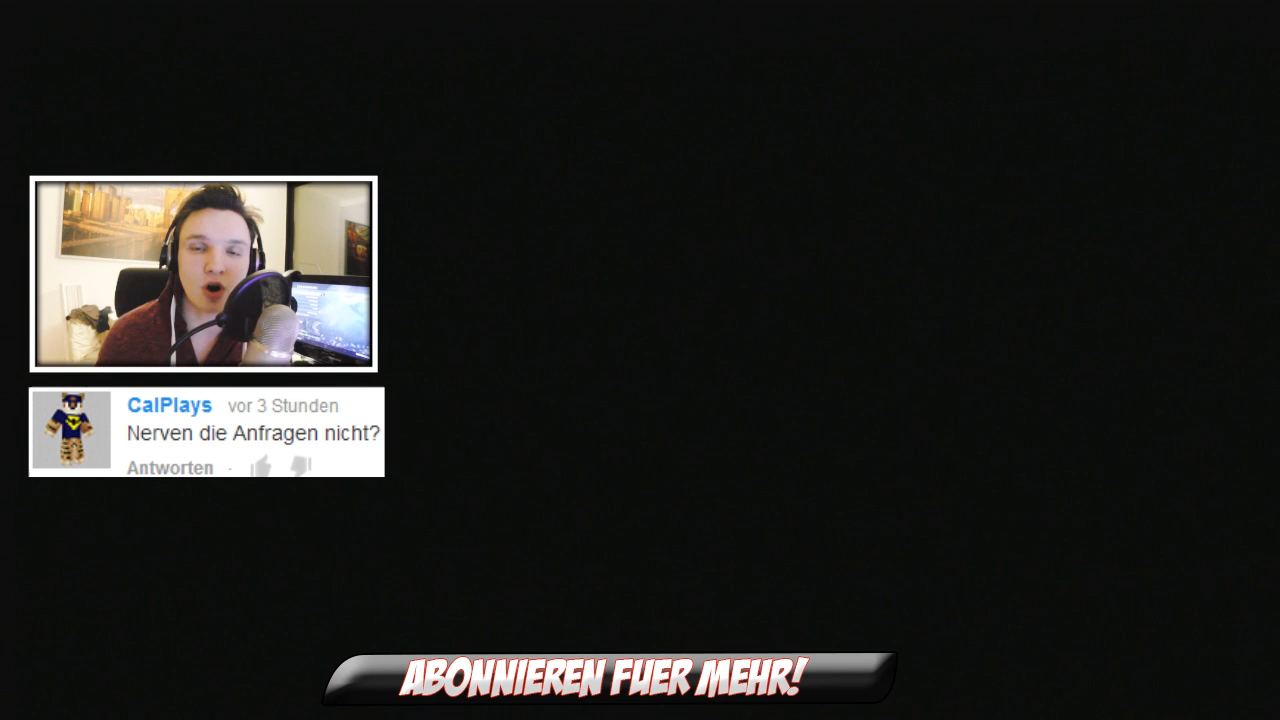 CalPlays vor 3 Stunden
Nerven die Anfragen nicht?
Antworten ·
ABONNIEREN FUER MEHR!